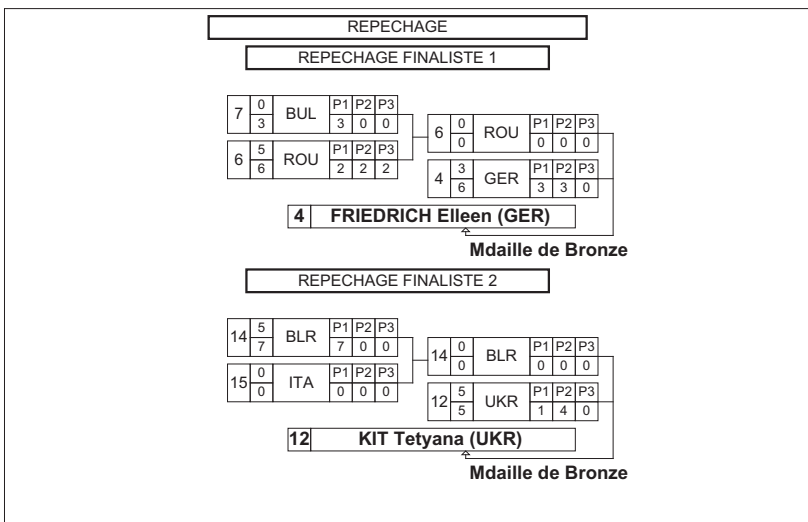 REPECHAGE
REPECHAGE FINALISTE 1
7 0 BUL P1 P2 P3
3 3 0 0
6 0 ROU P1 P2 P3
0 0 0 0
6 5 ROU P1 P2 P3
6 2 2 2
4 3 GER P1 P2 P3
6 3 3 0
4 FRIEDRICH Elleen (GER)
Mdaille de Bronze
REPECHAGE FINALISTE 2
14 5 BLR P1 P2 P3
7 7 0 0
14 0 BLR P1 P2 P3
0 0 0 0
15 0 ITA P1 P2 P3
0 0 0 0
12 5 UKR P1 P2 P3
5 1 4 0
12 KIT Tetyana (UKR)
Mdaille de Bronze